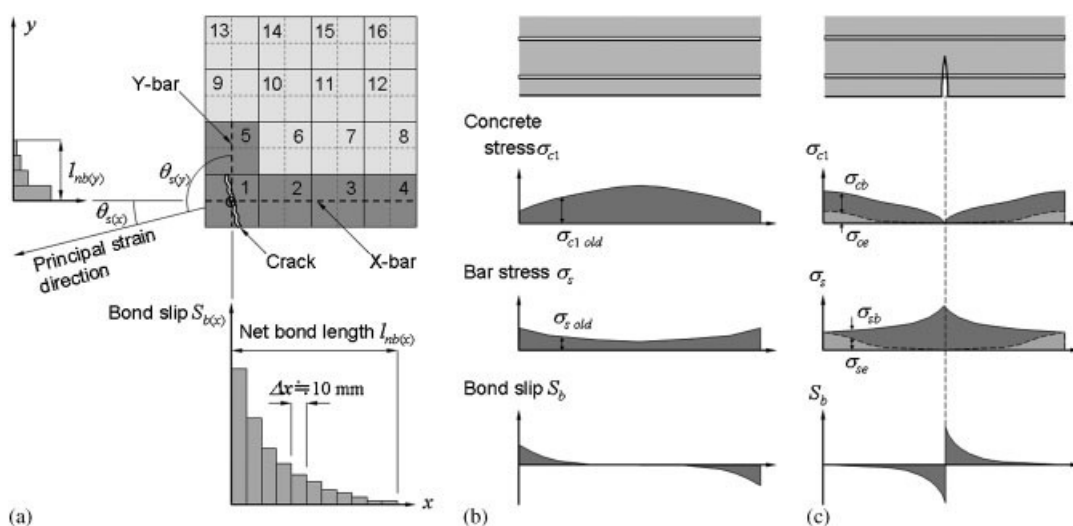 y
13 14 15 16
9 10 11 12
Y-bar
5 6 7 8
l_nb(y)
θ_s(y)
1 2 3 4
θ_s(x)
Principal strain
direction
Crack
X-bar
Bond slip S_b(x)
Net bond length l_nb(x)
Δx≒10 mm
x
(a)
Concrete
stress σ_c1
σ_c1 old
Bar stress σ_s
σ_s old
Bond slip S_b
(b)
σ_c1
σ_cb
σ_ce
σ_s
σ_sb
σ_se
S_b
(c)